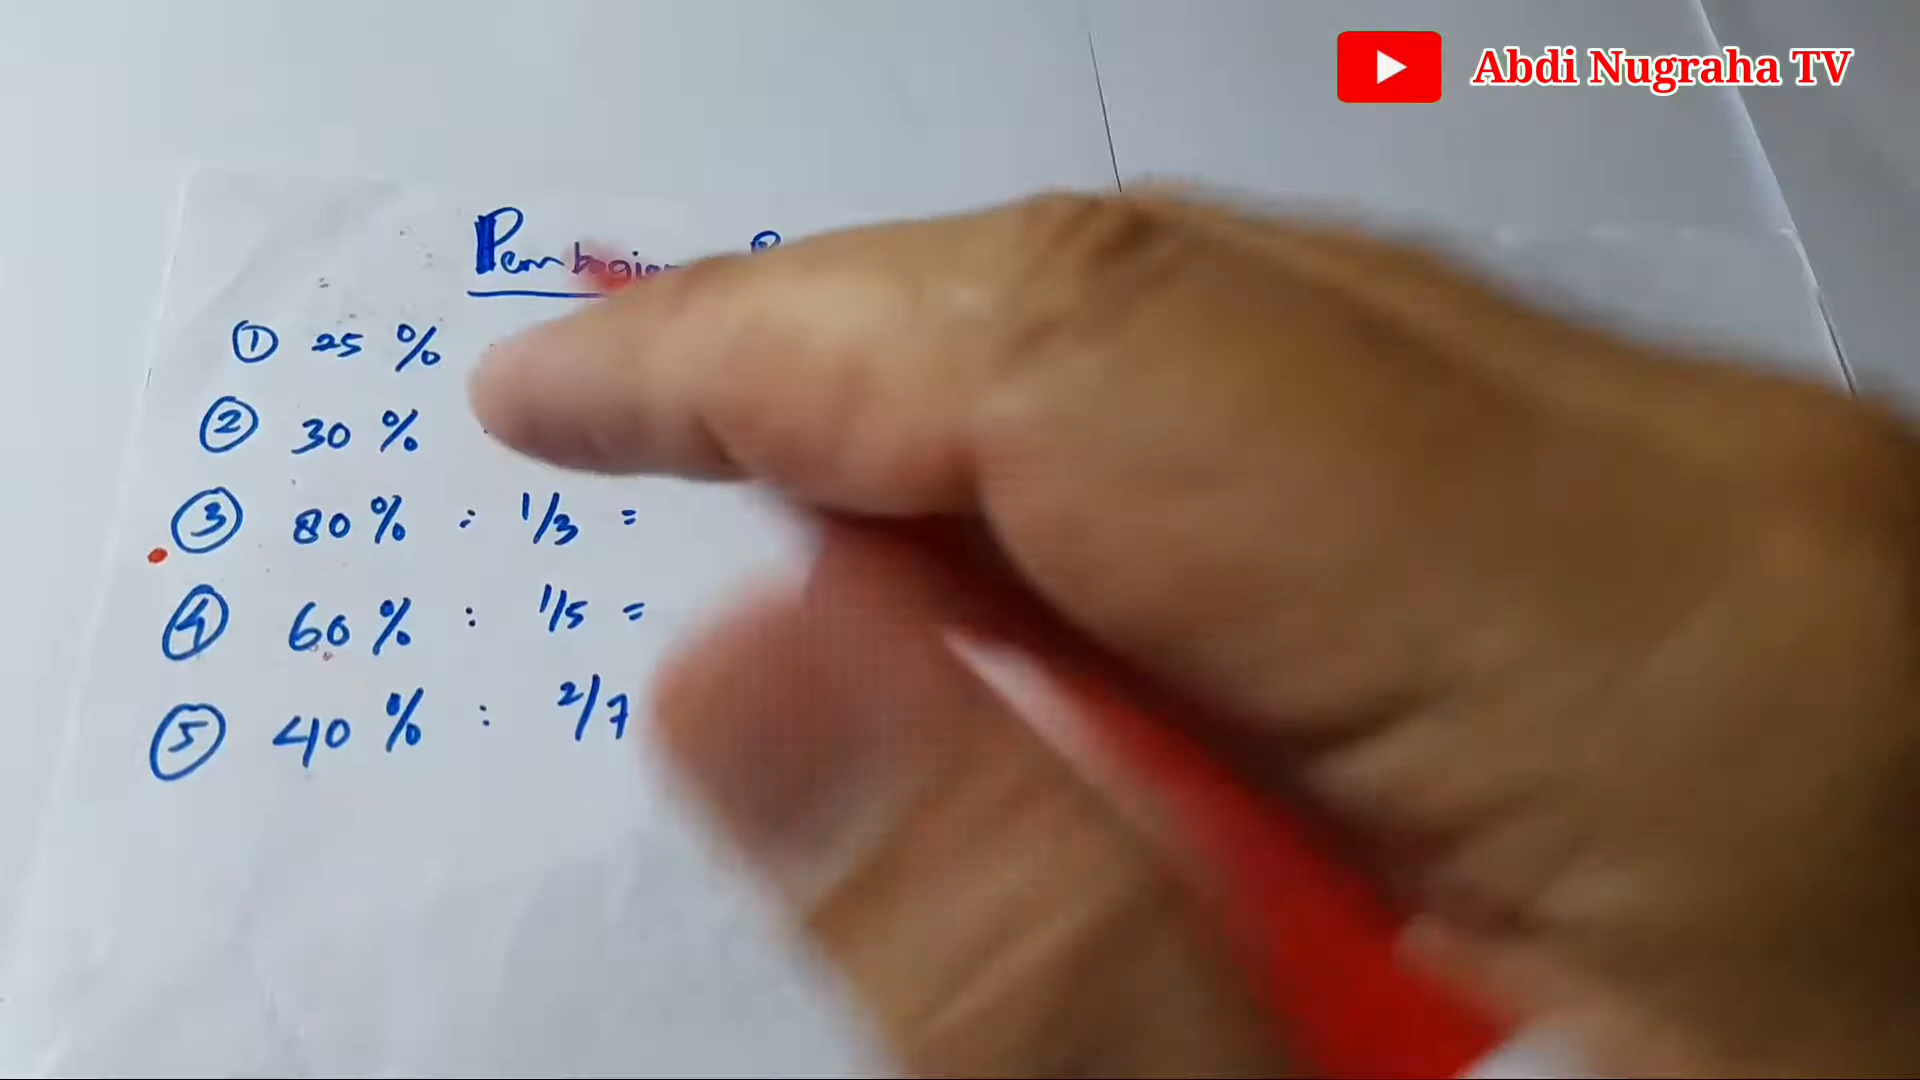 Abdi Nugraha TV
Pembagian
① 25 %
② 30 %
③ 80 % : 1/3 =
④ 60 % : 1/5 =
⑤ 40 % : 2/7